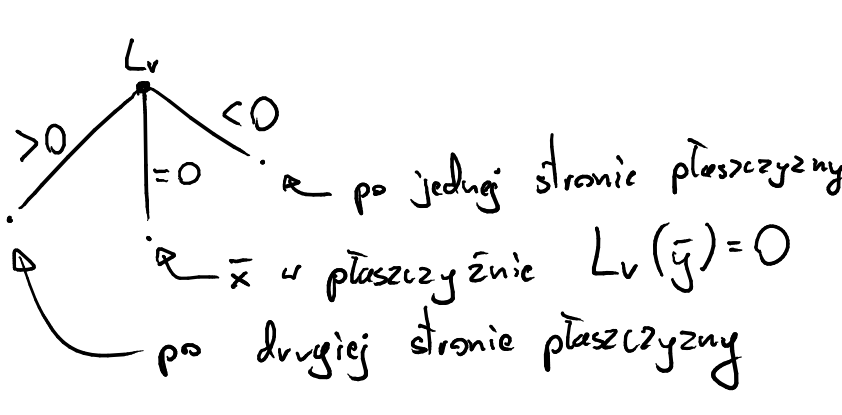 Lᵥ
>0
<0
=0
po jednej stronie płaszczyzny
x̄ w płaszczyźnie Lᵥ(ȳ)=0
po drugiej stronie płaszczyzny